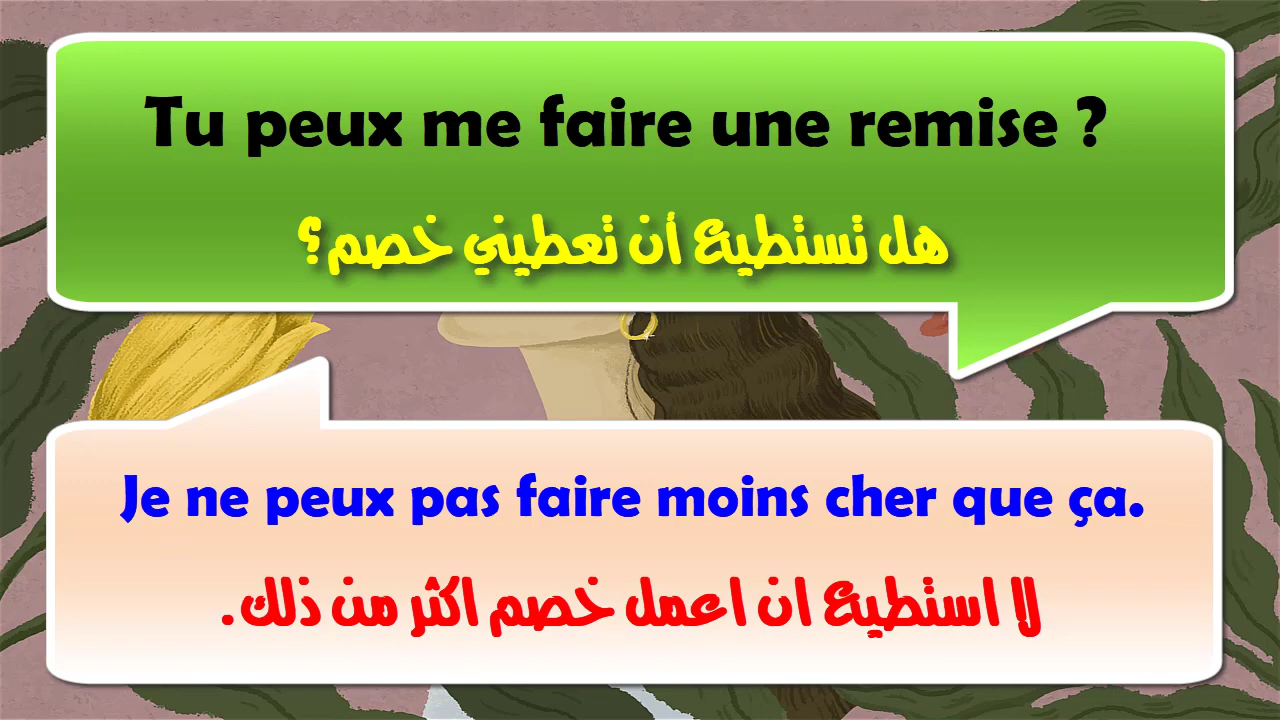 Tu peux me faire une remise ?
هل تستطيع أن تعطيني خصم؟
Je ne peux pas faire moins cher que ça.
لا استطيع ان اعمل خصم اكثر من ذلك.